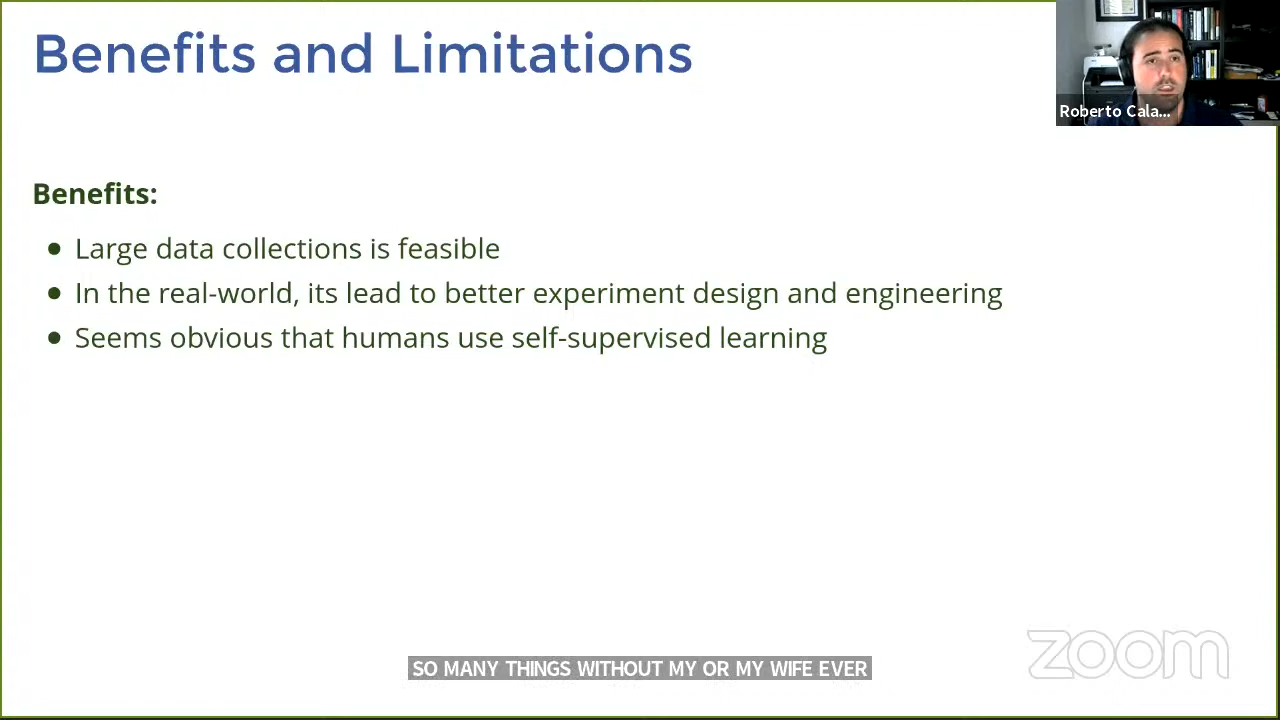 Benefits and Limitations
Roberto Cala...
Benefits:
● Large data collections is feasible
● In the real-world, its lead to better experiment design and engineering
● Seems obvious that humans use self-supervised learning
SO MANY THINGS WITHOUT MY OR MY WIFE EVER
zoom